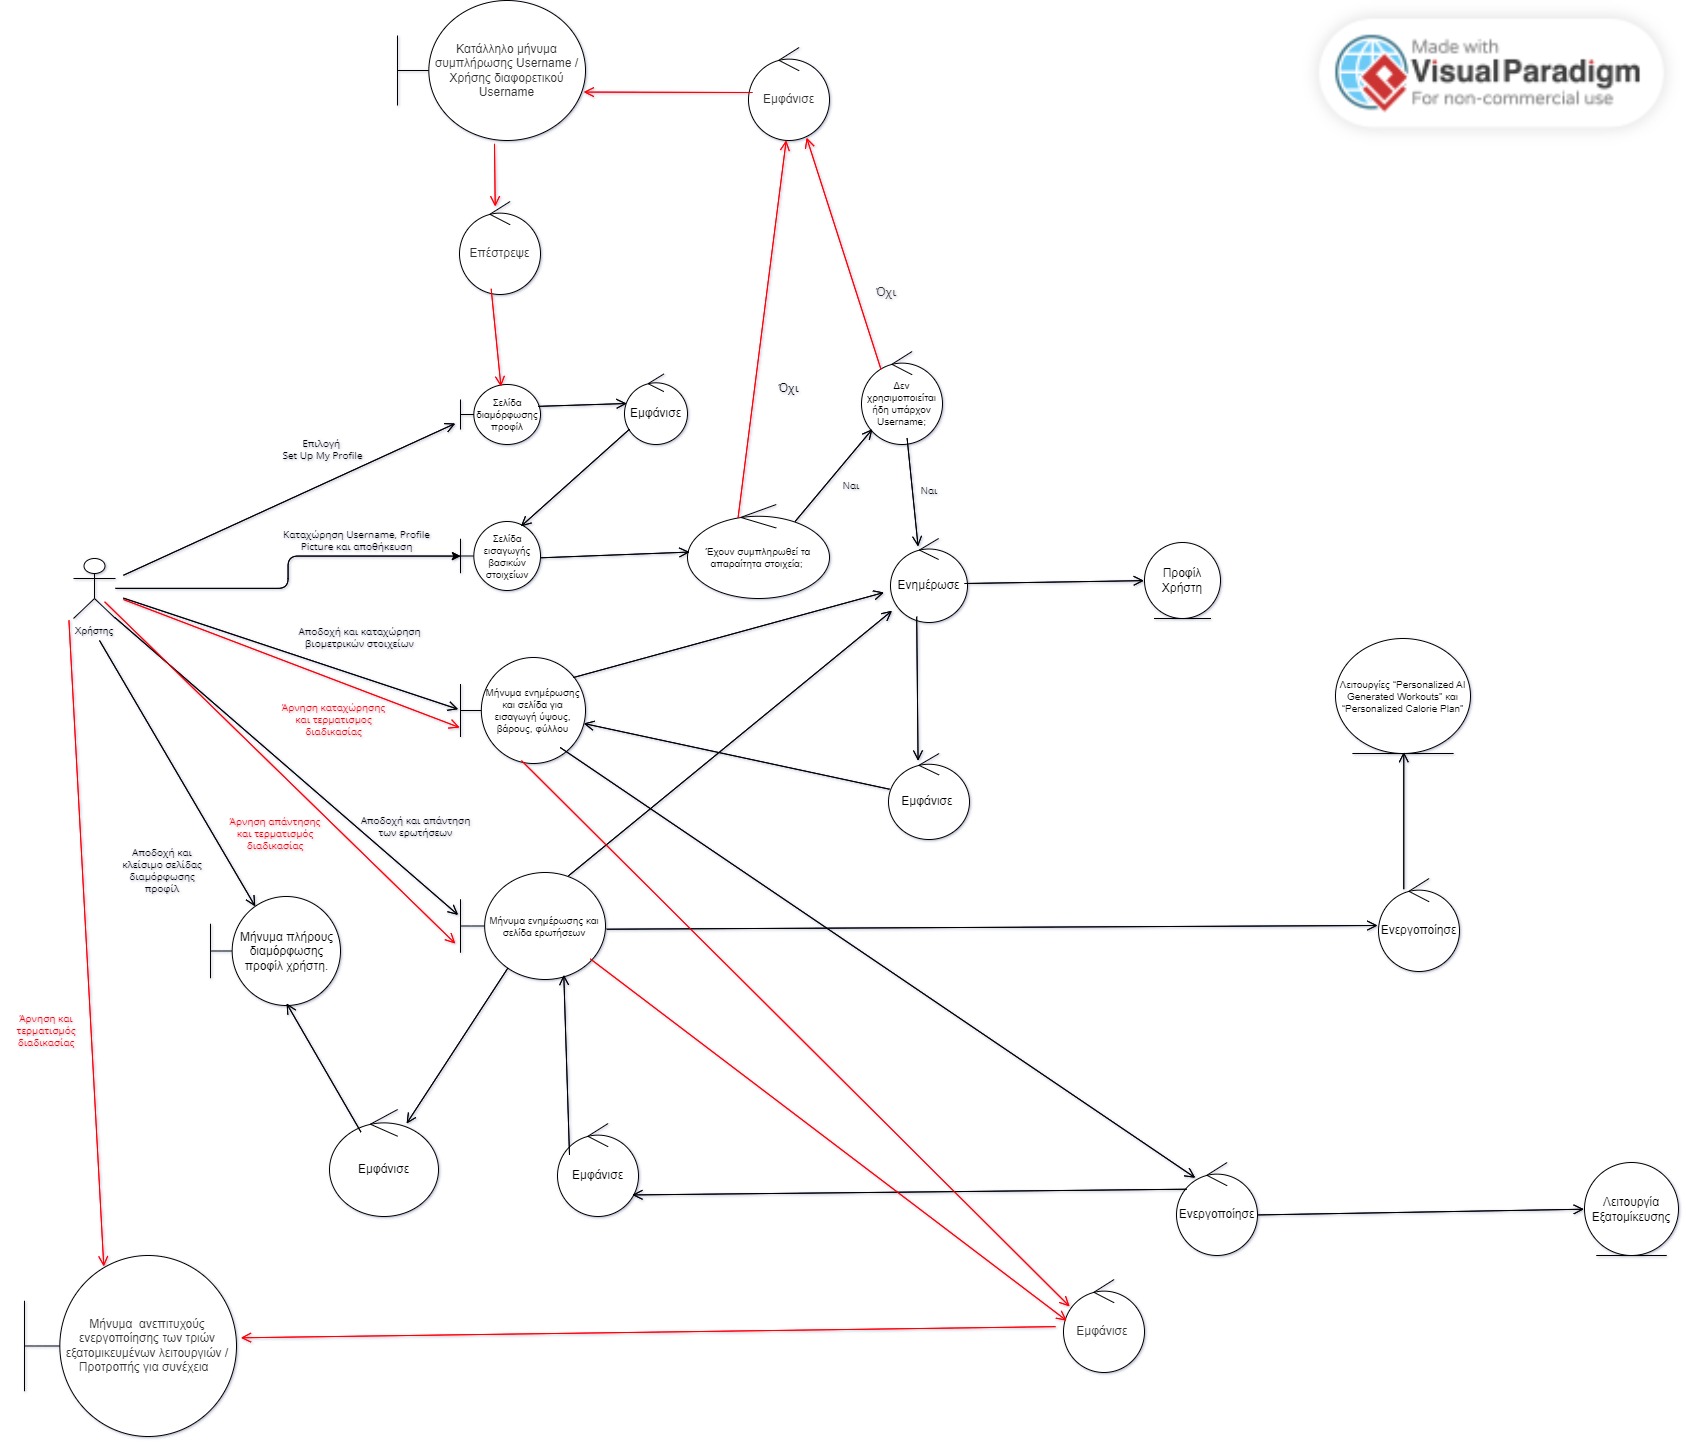 Κατάλληλο μήνυμα
συμπλήρωσης Username /
Χρήσης διαφορετικού
Username
Εμφάνισε
Made with
Visual Paradigm
For non-commercial use
Επέστρεψε
Όχι
Όχι
Σελίδα
διαμόρφωσης
προφίλ
Εμφάνισε
Δεν
χρησιμοποιείται
ήδη υπάρχον
Username;
Επιλογή
Set Up My Profile
Ναι
Ναι
Καταχώρηση Username, Profile
Picture και αποθήκευση
Σελίδα
εισαγωγής
βασικών
στοιχείων
Έχουν συμπληρωθεί τα
απαραίτητα στοιχεία;
Ενημέρωσε
Προφίλ
Χρήστη
Χρήστης
Αποδοχή και καταχώρηση
βιομετρικών στοιχείων
Μήνυμα ενημέρωσης
και σελίδα για
εισαγωγή ύψους,
βάρους, φύλλου
Λειτουργίες "Personalized AI
Generated Workouts" και
"Personalized Calorie Plan"
Άρνηση καταχώρησης
και τερματισμος
διαδικασίας
Εμφάνισε
Άρνηση απάντησης
και τερματισμός
διαδικασίας
Αποδοχή και απάντηση
των ερωτήσεων
Αποδοχή και
κλείσιμο σελίδας
διαμόρφωσης
προφίλ
Μήνυμα ενημέρωσης και
σελίδα ερωτήσεων
Ενεργοποίησε
Μήνυμα πλήρους
διαμόρφωσης
προφίλ χρήστη.
Άρνηση και
τερματισμός
διαδικασίας
Εμφάνισε
Εμφάνισε
Ενεργοποίησε
Λειτουργία
Εξατομίκευσης
Μήνυμα ανεπιτυχούς
ενεργοποίησης των τριών
εξατομικευμένων λειτουργιών /
Προτροπής για συνέχεια
Εμφάνισε